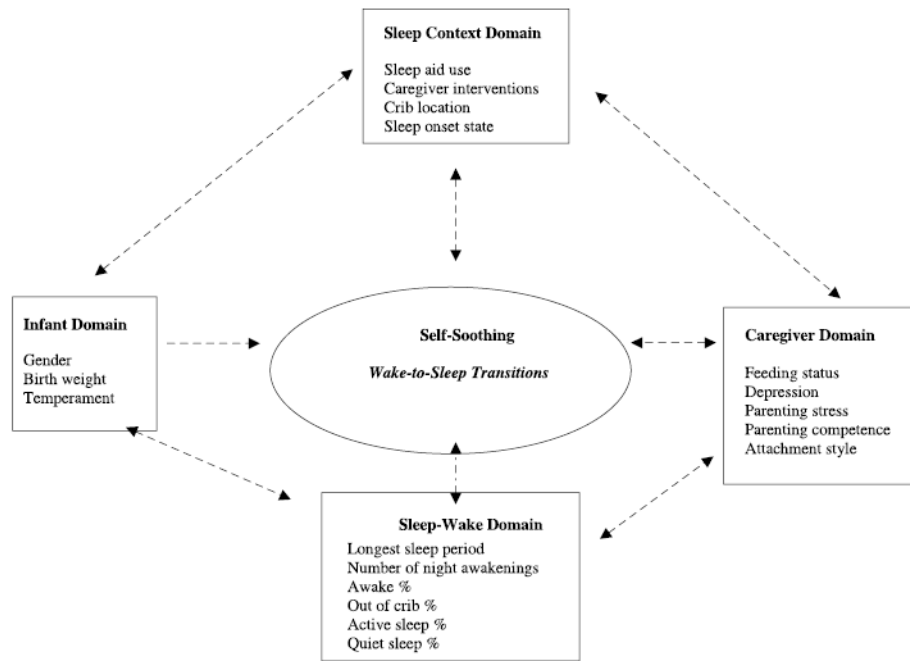 Sleep Context Domain
Sleep aid use
Caregiver interventions
Crib location
Sleep onset state
Infant Domain
Gender
Birth weight
Temperament
Self-Soothing
Wake-to-Sleep Transitions
Caregiver Domain
Feeding status
Depression
Parenting stress
Parenting competence
Attachment style
Sleep-Wake Domain
Longest sleep period
Number of night awakenings
Awake %
Out of crib %
Active sleep %
Quiet sleep %